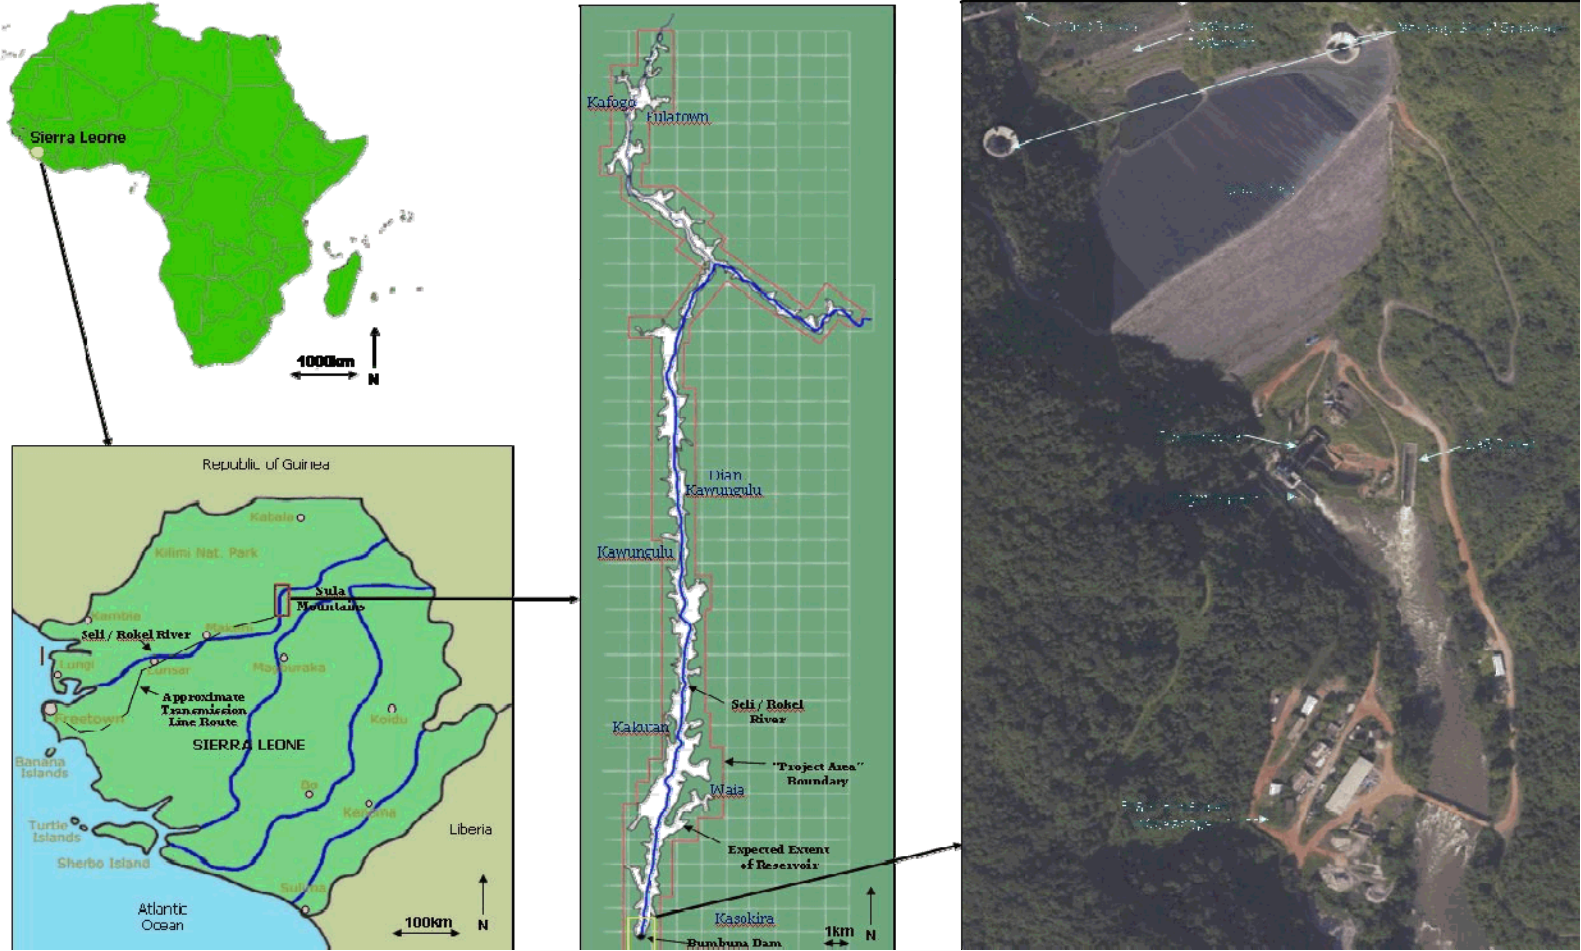 Sierra Leone
1000km
N
Republic of Guinea
Kabala
Kilimi Nat. Park
Sula
Mountains
Kambia
Makeni
Seli / Rokel River
Lungi
Lunsar
Magburaka
Approximate
Transmission
Line Route
Freetown
Koidu
SIERRA LEONE
Banana
Islands
Bo
Kenema
Turtle
Islands
Liberia
Sherbo Island
Sulima
Atlantic
Ocean
100km
N
Kafogo
Fulatown
Dian
Kawungulu
Kawungulu
Seli / Rokel
River
Kakuan
"Project Area"
Boundary
Waia
Expected Extent
of Reservoir
Kasokira
1km
N
Bumbuna Dam